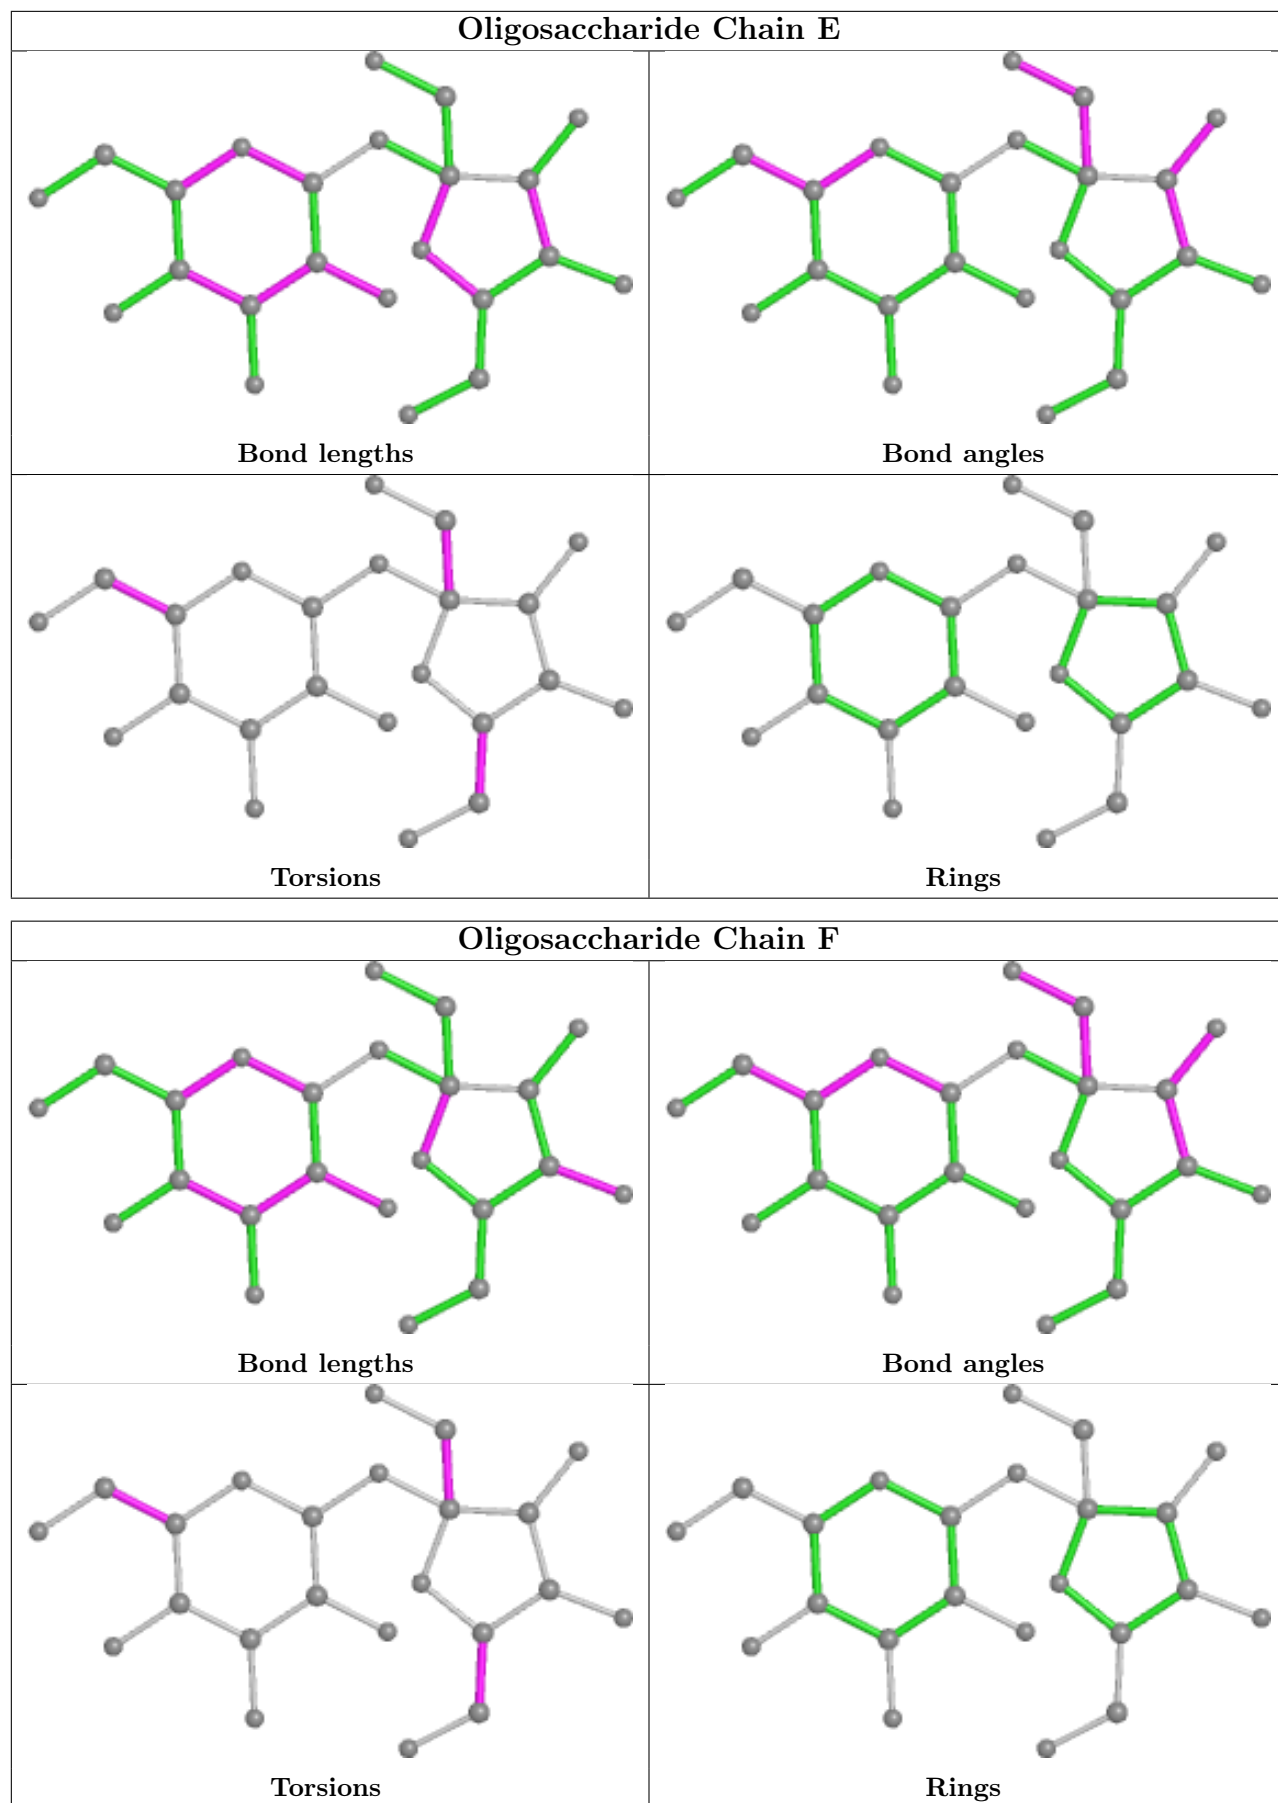 Oligosaccharide Chain E
Bond lengths
Bond angles
Torsions
Rings
Oligosaccharide Chain F
Bond lengths
Bond angles
Torsions
Rings